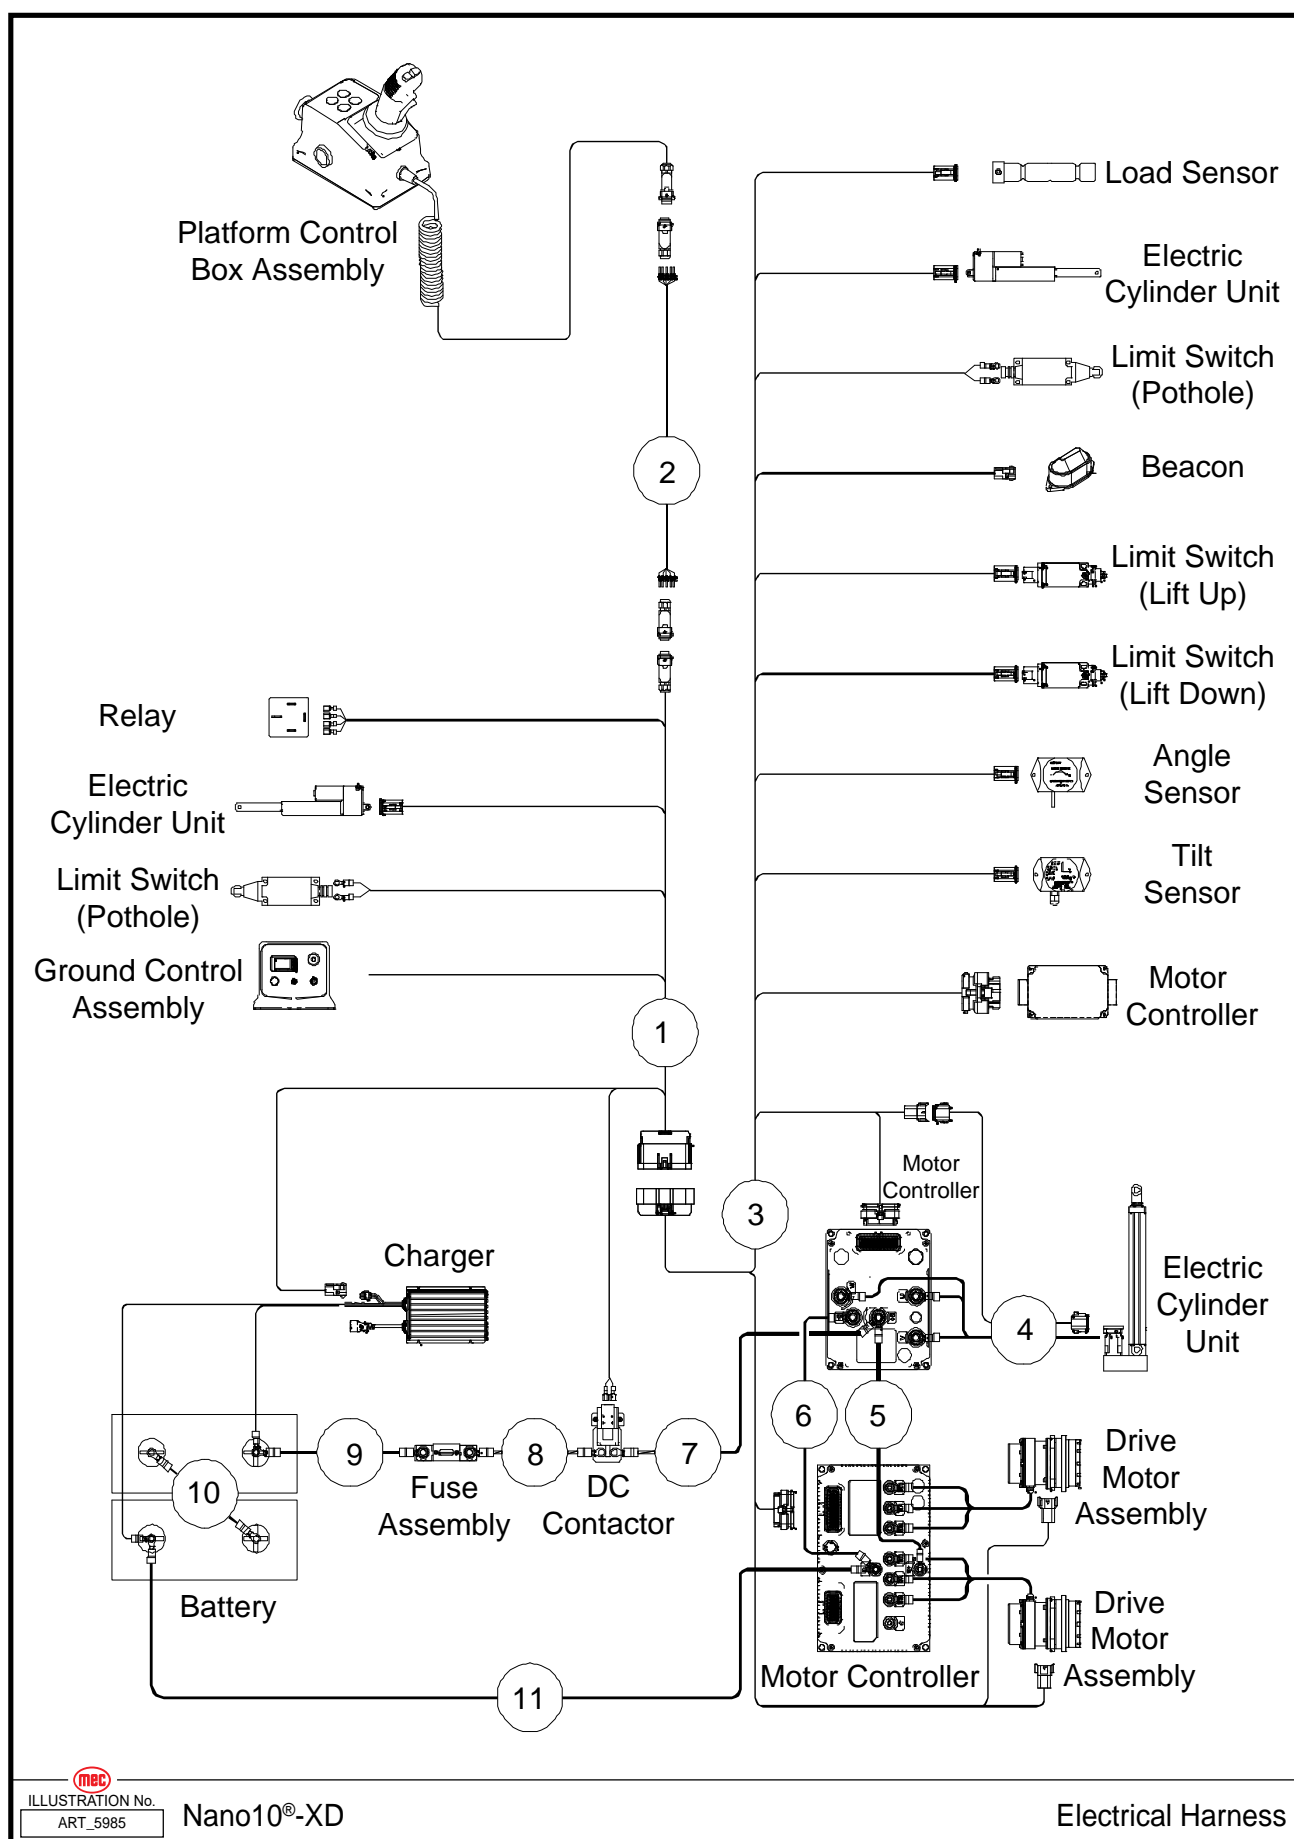 Platform Control
Box Assembly
Load Sensor
Electric
Cylinder Unit
Limit Switch
(Pothole)
2
Beacon
Limit Switch
(Lift Up)
Limit Switch
(Lift Down)
Relay
Electric
Cylinder Unit
Angle
Sensor
Limit Switch
(Pothole)
Tilt
Sensor
Ground Control
Assembly
Motor
Controller
1
Motor
Controller
3
Charger
Electric
Cylinder
Unit
4
6
5
9
8
7
10
Fuse
Assembly
DC
Contactor
Drive
Motor
Assembly
Battery
Drive
Motor
Assembly
Motor Controller
11
mec
ILLUSTRATION No.
ART_5985
Nano10®-XD
Electrical Harness